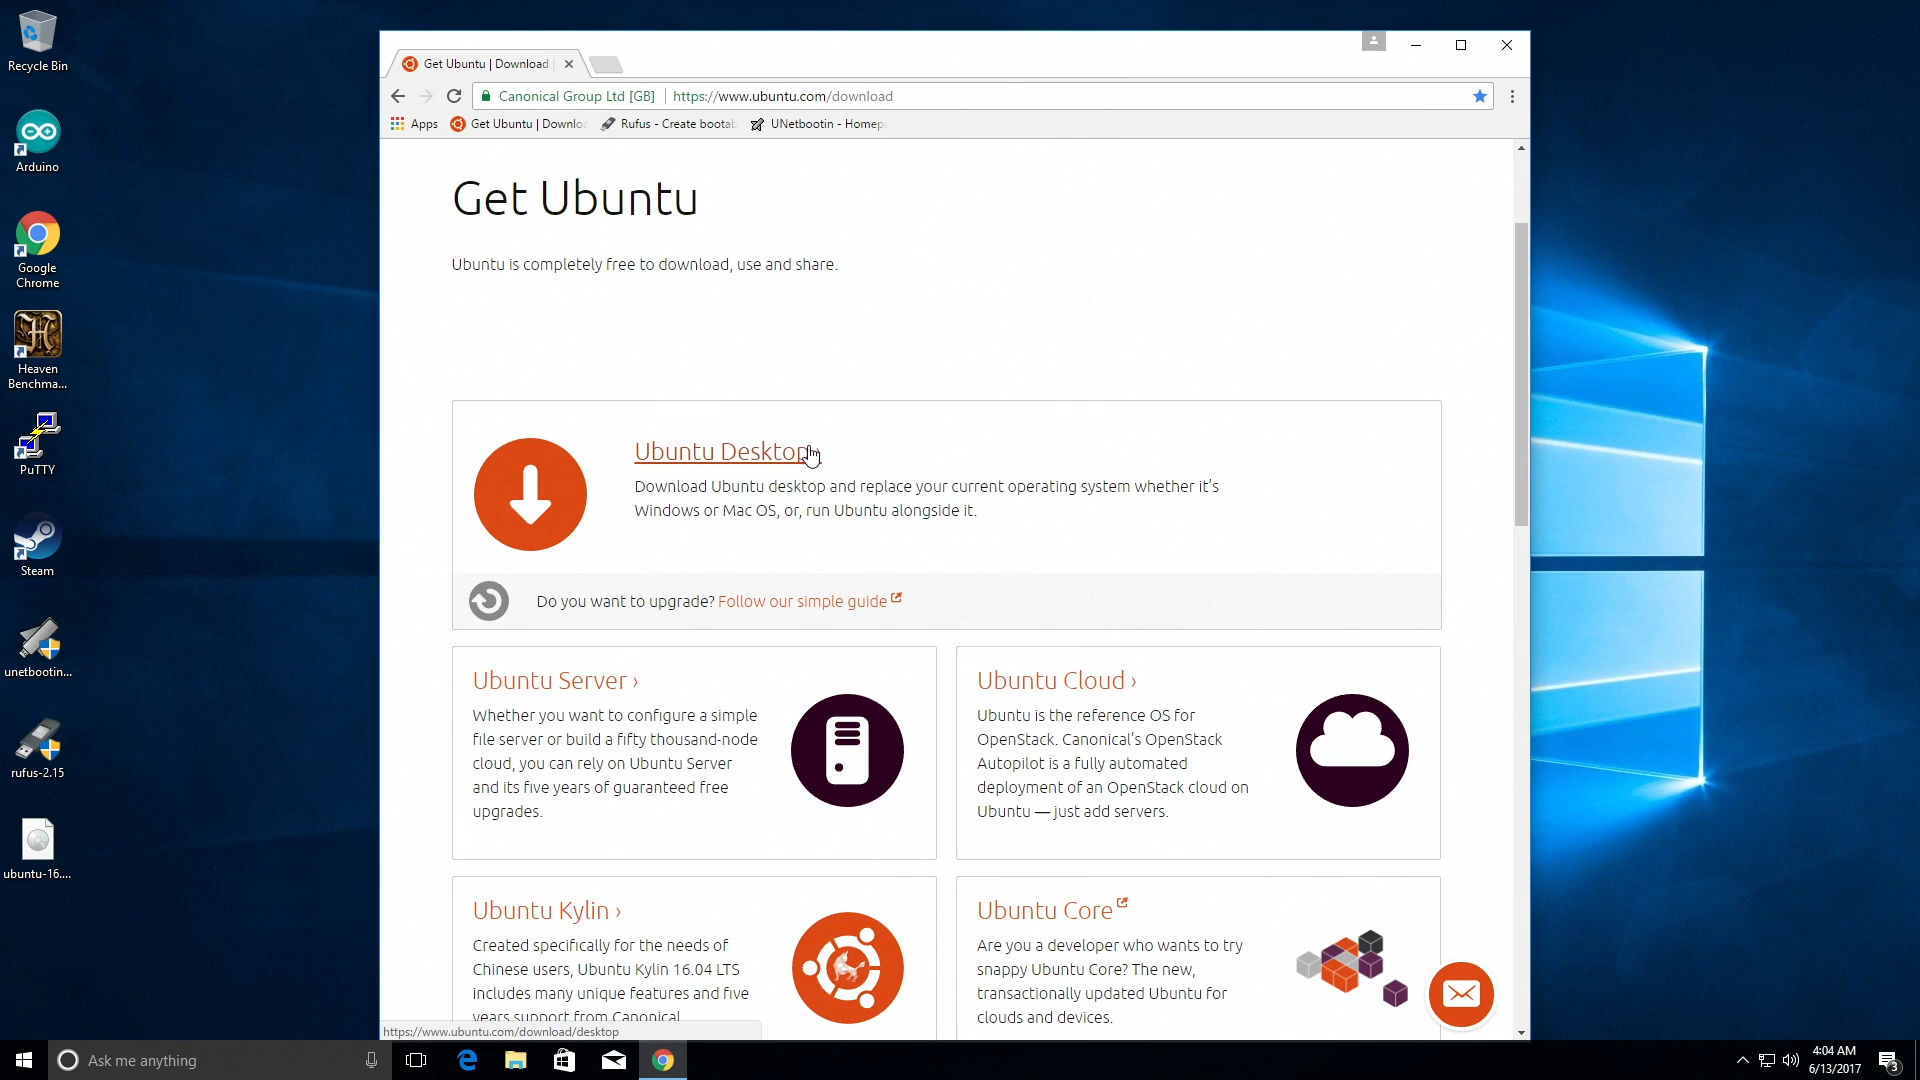 Recycle Bin
Arduino
Google
Chrome
Heaven
Benchma...
PuTTY
Steam
unetbootin...
rufus-2.15
ubuntu-16....
Get Ubuntu | Download
Canonical Group Ltd [GB]
https://www.ubuntu.com/download
Apps
Get Ubuntu | Downlo
Rufus - Create boota
UNetbootin - Homep
Get Ubuntu
Ubuntu is completely free to download, use and share.
Ubuntu Desktop
Download Ubuntu desktop and replace your current operating system whether it's
Windows or Mac OS, or, run Ubuntu alongside it.
Do you want to upgrade? Follow our simple guide
Ubuntu Server ›
Whether you want to configure a simple
file server or build a fifty thousand-node
cloud, you can rely on Ubuntu Server
and its five years of guaranteed free
upgrades.
Ubuntu Cloud ›
Ubuntu is the reference OS for
OpenStack. Canonical's OpenStack
Autopilot is a fully automated
deployment of an OpenStack cloud on
Ubuntu — just add servers.
Ubuntu Kylin ›
Created specifically for the needs of
Chinese users, Ubuntu Kylin 16.04 LTS
includes many unique features and five
years support from Canonical
Ubuntu Core
Are you a developer who wants to try
snappy Ubuntu Core? The new,
transactionally updated Ubuntu for
clouds and devices.
https://www.ubuntu.com/download/desktop
Ask me anything
4:04 AM
6/13/2017
3